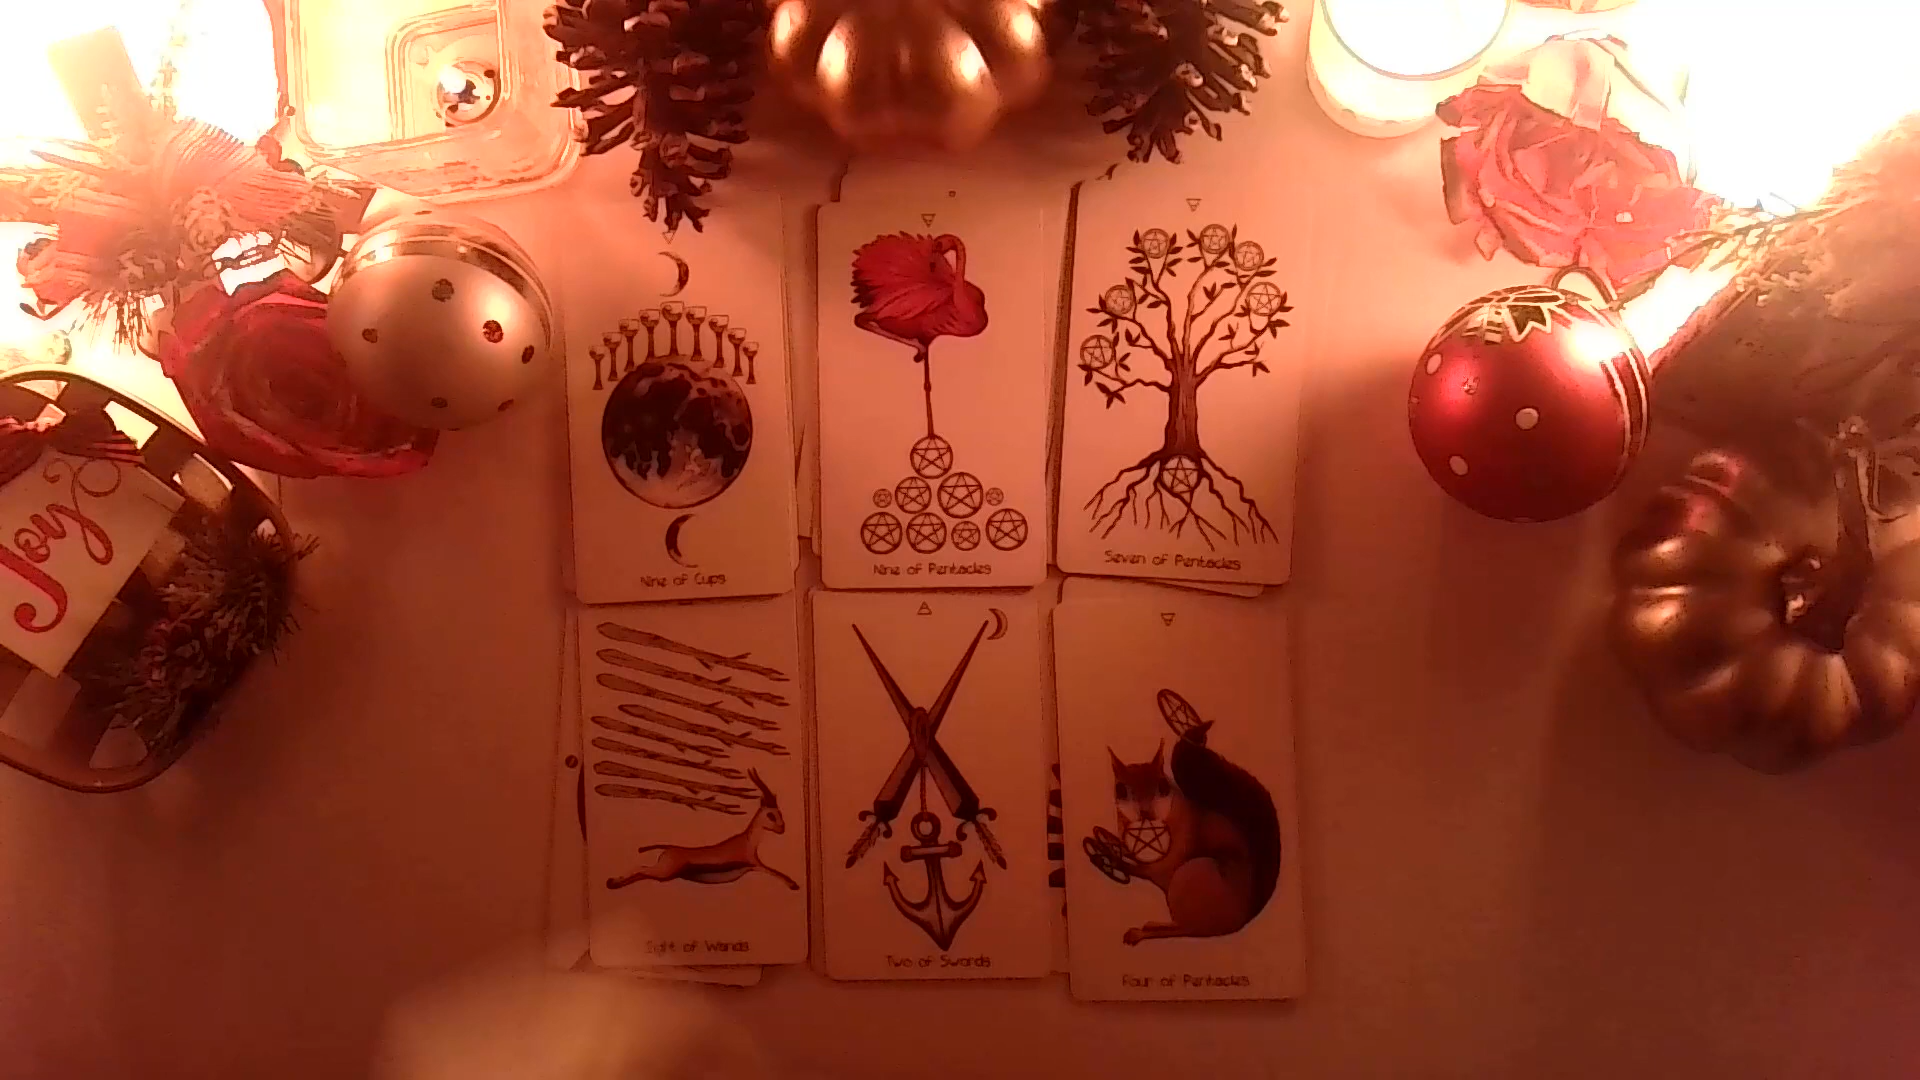 Joy
Nine of Cups
Nine of Pentacles
Seven of Pentacles
Eight of Wands
Two of Swords
Four of Pentacles